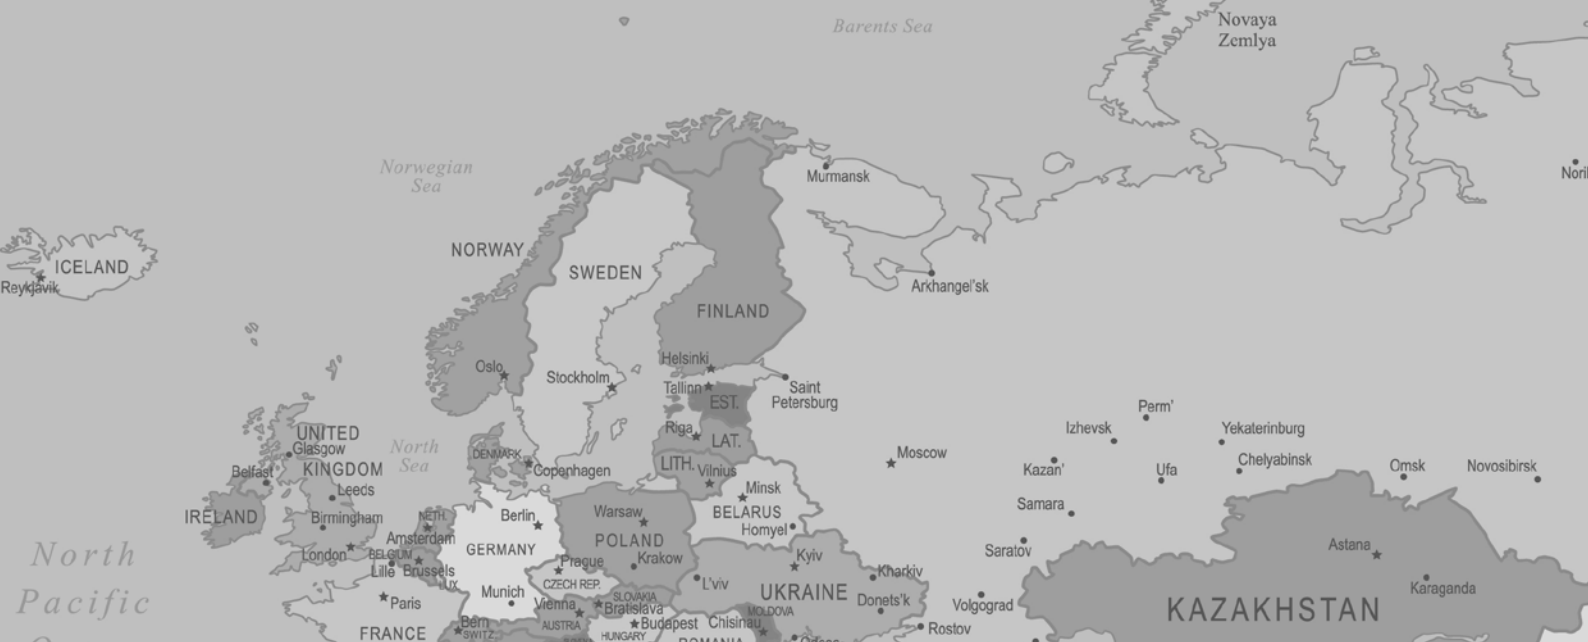 Barents Sea
Novaya
Zemlya
Norwegian
Sea
Murmansk
NORWAY
ICELAND
Reykjavik
SWEDEN
Arkhangel'sk
FINLAND
Helsinki
Oslo
Stockholm
Tallinn
EST.
Saint
Petersburg
Perm'
Izhevsk
Yekaterinburg
Riga
LAT.
UNITED
Glasgow
KINGDOM
North
Sea
DENMARK
Copenhagen
LITH.
Vilnius
Moscow
Kazan'
Ufa
Chelyabinsk
Omsk
Novosibirsk
Belfast
Leeds
Minsk
BELARUS
Homyel
Samara
IRELAND
Birmingham
NETH.
Amsterdam
Berlin
Warsaw
POLAND
London
BELGIUM
Lille
Brussels
LUX
GERMANY
Prague
CZECH REP.
Krakow
Kyiv
Saratov
Astana
North
Pacific
Paris
Munich
Vienna
SLOVAKIA
Bratislava
L'viv
UKRAINE
Kharkiv
Donets'k
Volgograd
Karaganda
KAZAKHSTAN
FRANCE
Bern
SWITZ.
AUSTRIA
Budapest
HUNGARY
MOLDOVA
Chisinau
ROMANIA
Rostov